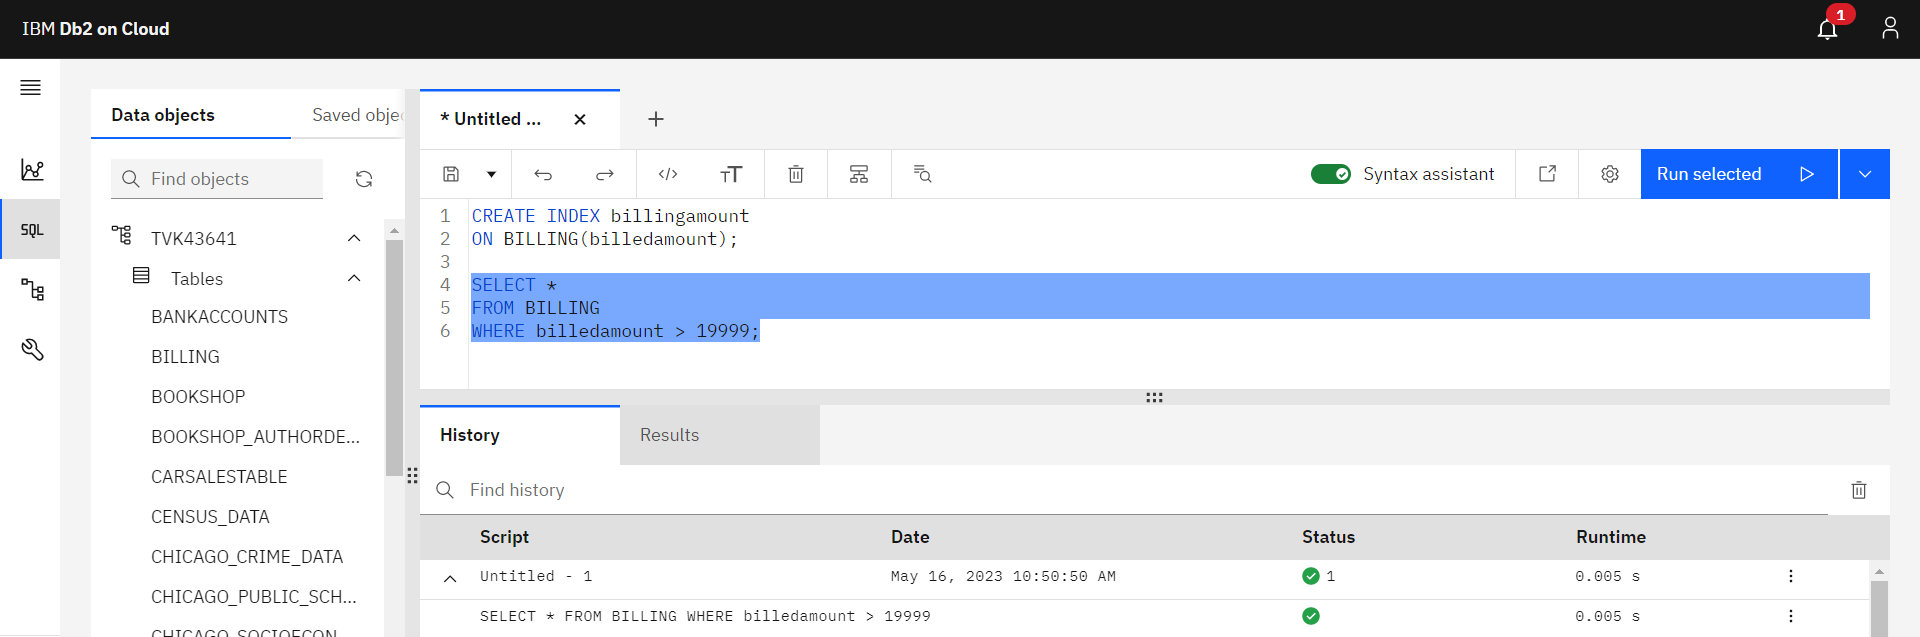 IBM Db2 on Cloud
1
Data objects
Saved objec
* Untitled ...
Find objects
Syntax assistant
Run selected
SQL
TVK43641
Tables
BANKACCOUNTS
BILLING
BOOKSHOP
BOOKSHOP_AUTHORDE...
CARSALESTABLE
CENSUS_DATA
CHICAGO_CRIME_DATA
CHICAGO_PUBLIC_SCH...
CHICAGO_SOCIOECON
1 CREATE INDEX billingamount
2 ON BILLING(billedamount);
3
4 SELECT *
5 FROM BILLING
6 WHERE billedamount > 19999;
History
Results
Find history
Script Date Status Runtime
Untitled - 1 May 16, 2023 10:50:50 AM 1 0.005 s
SELECT * FROM BILLING WHERE billedamount > 19999 0.005 s